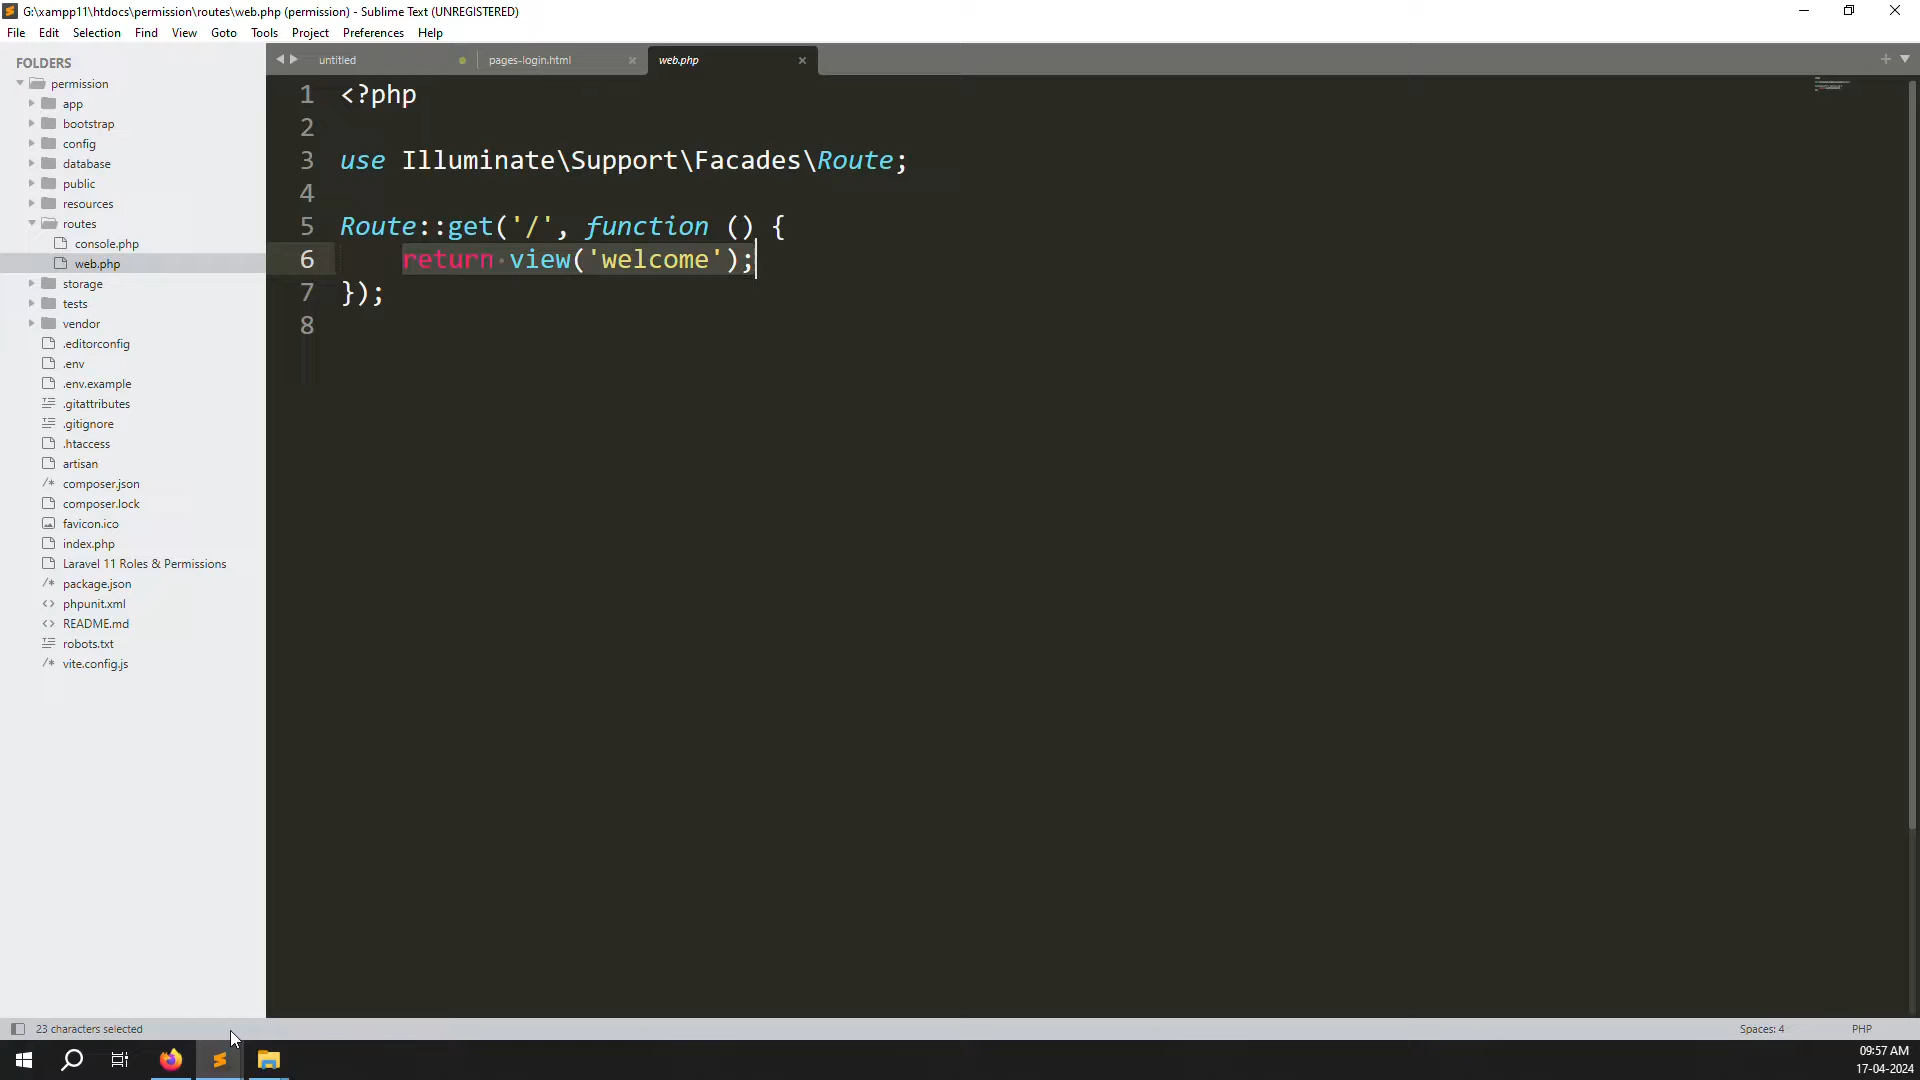 G:\xampp11\htdocs\permission\routes\web.php (permission) - Sublime Text (UNREGISTERED)
File Edit Selection Find View Goto Tools Project Preferences Help
FOLDERS
permission
app
bootstrap
config
database
public
resources
routes
console.php
web.php
storage
tests
vendor
.editorconfig
.env
.env.example
.gitattributes
.gitignore
.htaccess
artisan
composer.json
composer.lock
favicon.ico
index.php
Laravel 11 Roles & Permissions
package.json
phpunit.xml
README.md
robots.txt
vite.config.js
untitled pages-login.html web.php
1 <?php
2
3 use Illuminate\Support\Facades\Route;
4
5 Route::get('/', function () {
6 return view('welcome');
7 });
8
23 characters selected Spaces: 4 PHP
09:57 AM
17-04-2024